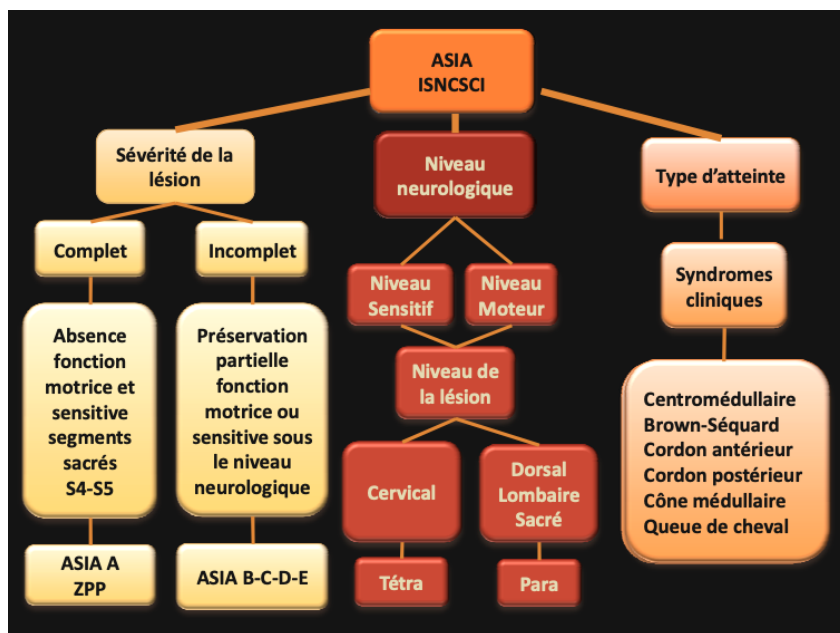 ASIA
ISNCSCI
Sévérité de la
lésion
Niveau
neurologique
Type d'atteinte
Complet
Incomplet
Niveau
Sensitif
Niveau
Moteur
Syndromes
cliniques
Absence
fonction
motrice et
sensitive
segments
sacrés
S4-S5
Préservation
partielle
fonction
motrice ou
sensitive sous
le niveau
neurologique
Niveau de
la lésion
Centromédullaire
Brown-Séquard
Cordon antérieur
Cordon postérieur
Cône médullaire
Queue de cheval
Cervical
Dorsal
Lombaire
Sacré
ASIA A
ZPP
ASIA B-C-D-E
Tétra
Para